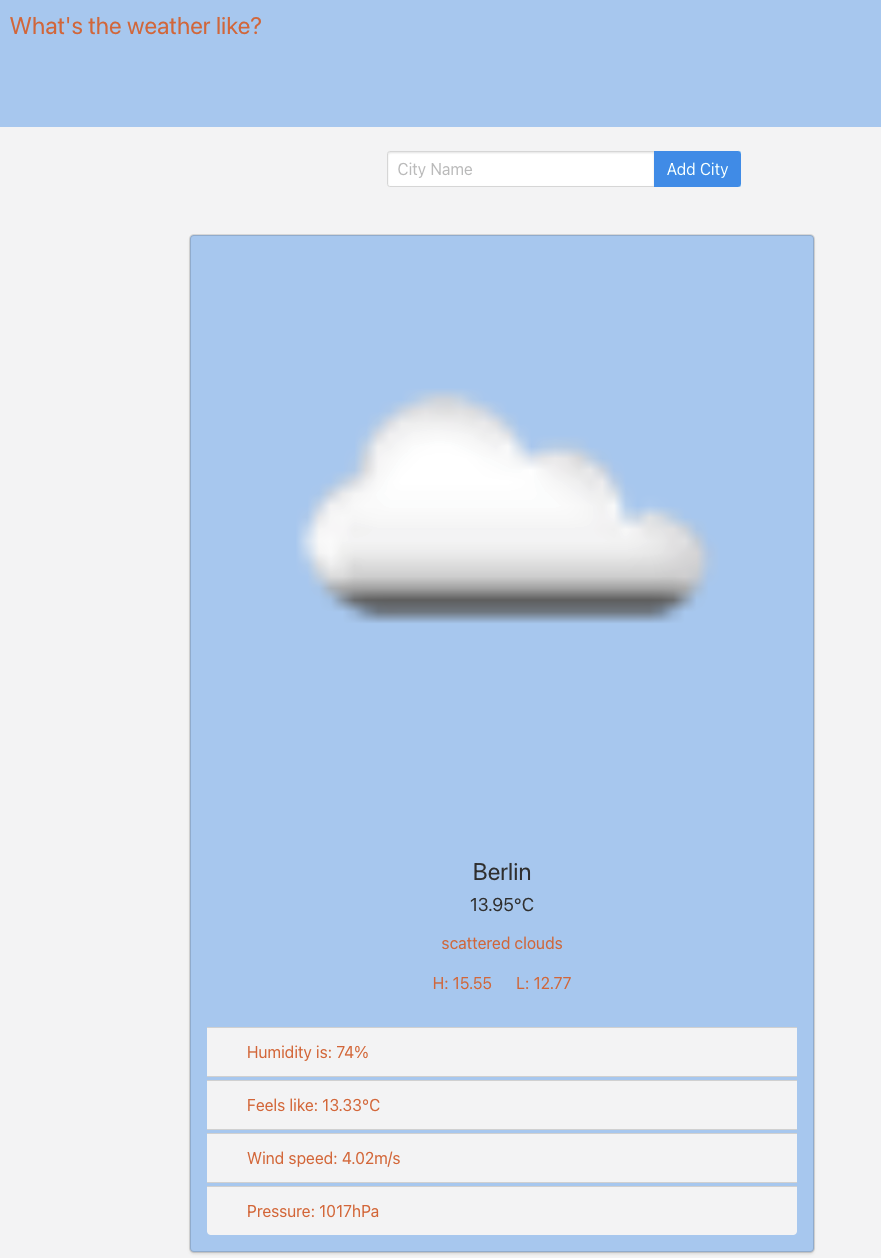 What's the weather like?
City Name Add City
Berlin
13.95°C
scattered clouds
H: 15.55 L: 12.77
Humidity is: 74%
Feels like: 13.33°C
Wind speed: 4.02m/s
Pressure: 1017hPa